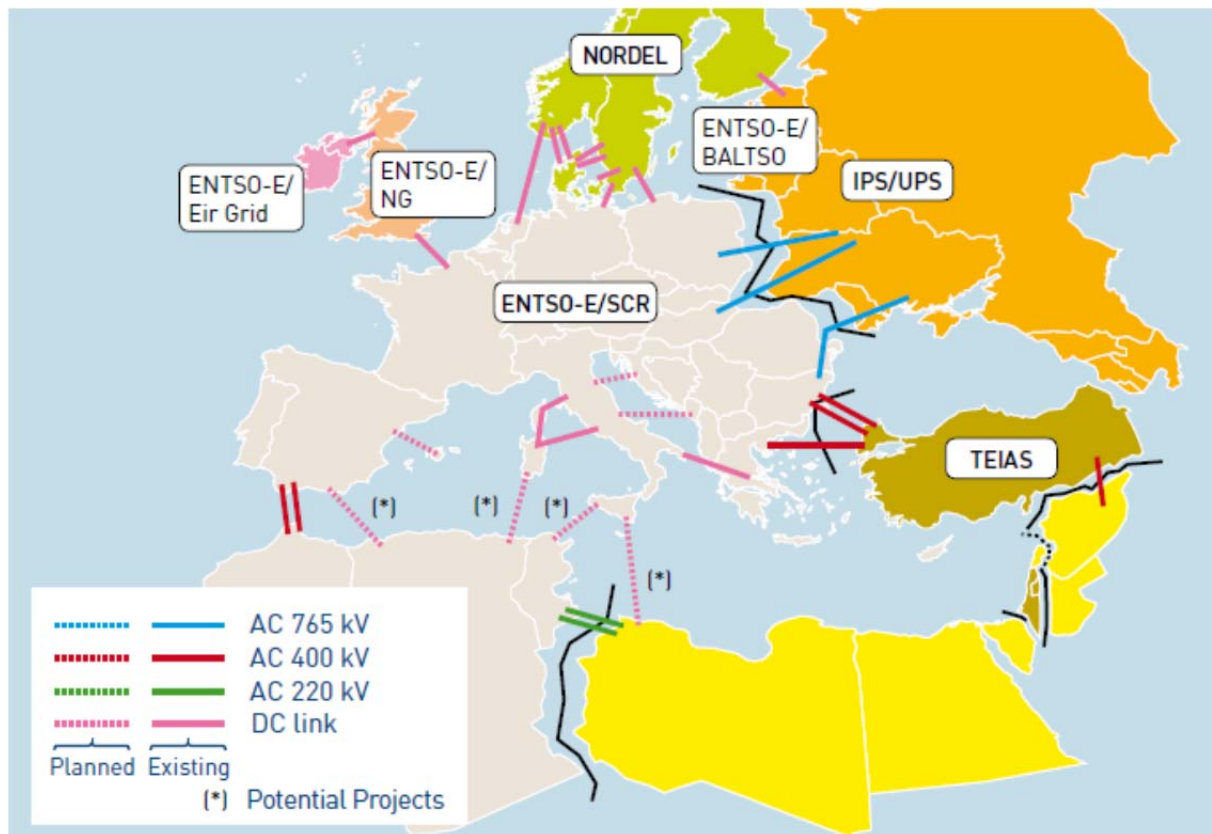 NORDEL
ENTSO-E/
BALTSO
ENTSO-E/
NG
ENTSO-E/
Eir Grid
IPS/UPS
ENTSO-E/SCR
TEIAS
(*)
(*)
(*)
(*)
AC 765 kV
AC 400 kV
AC 220 kV
DC link
Planned Existing
(*) Potential Projects